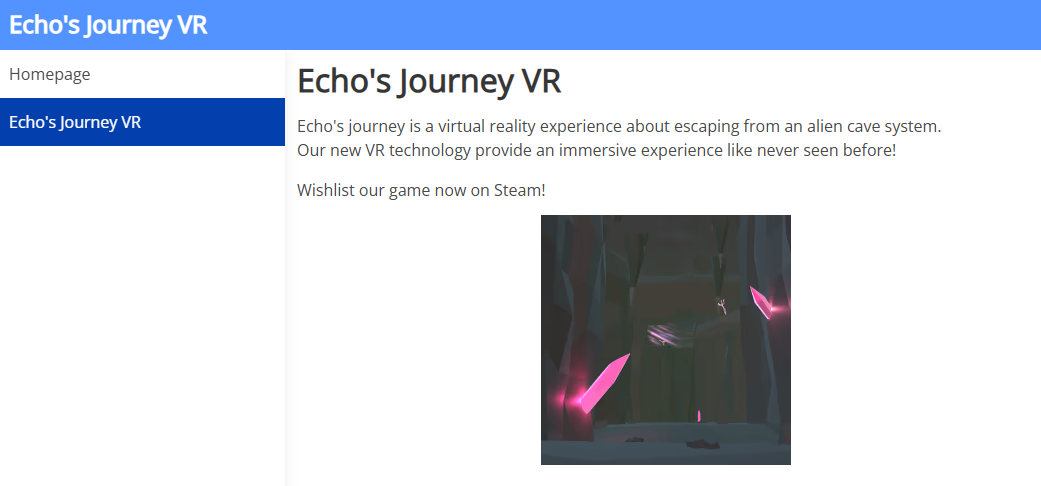 Echo's Journey VR
Homepage
Echo's Journey VR
Echo's Journey VR
Echo's journey is a virtual reality experience about escaping from an alien cave system.
Our new VR technology provide an immersive experience like never seen before!
Wishlist our game now on Steam!